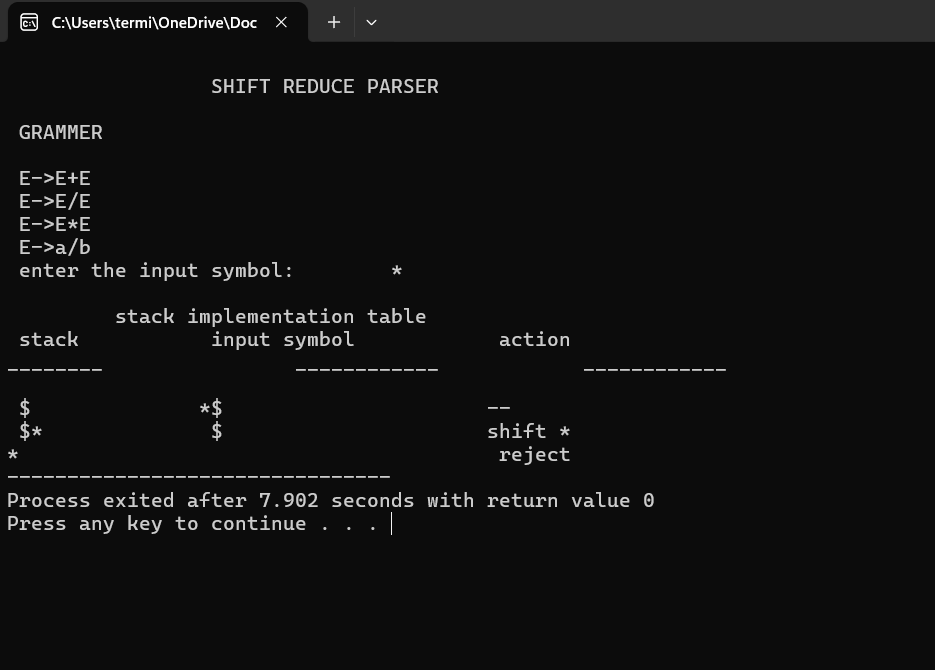 C:\Users\termi\OneDrive\Doc
SHIFT REDUCE PARSER
GRAMMER
E->E+E
E->E/E
E->E*E
E->a/b
enter the input symbol: *
stack implementation table
stack input symbol action
-------- ------------ ------------
$ *$ --
$* $ shift *
* reject
--------------------------------
Process exited after 7.902 seconds with return value 0
Press any key to continue . . .